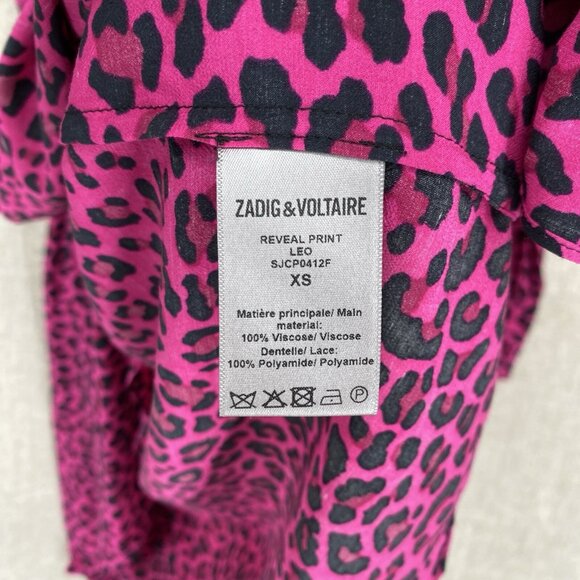 ZADIG & VOLTAIRE
REVEAL PRINT
LEO
SJCP0412F
XS
Matière principale/ Main
material:
100% Viscose/ Viscose
Dentelle/ Lace:
100% Polyamide/ Polyamide
P